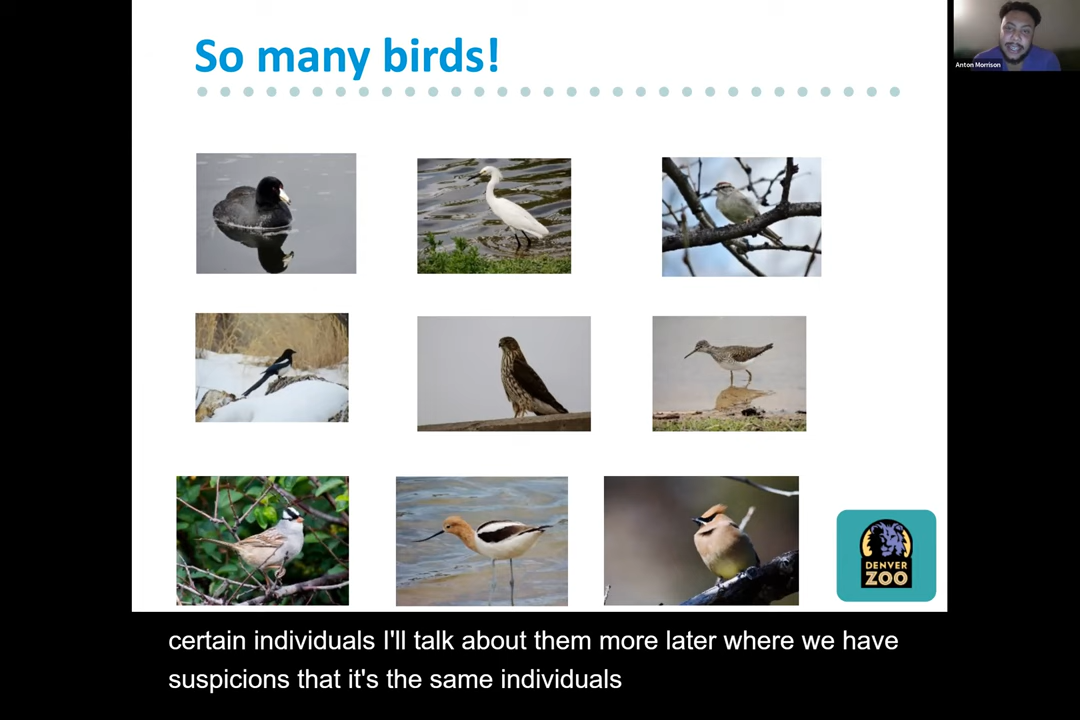 So many birds!
Anton Morrison
DENVER
ZOO
certain individuals I'll talk about them more later where we have
suspicions that it's the same individuals